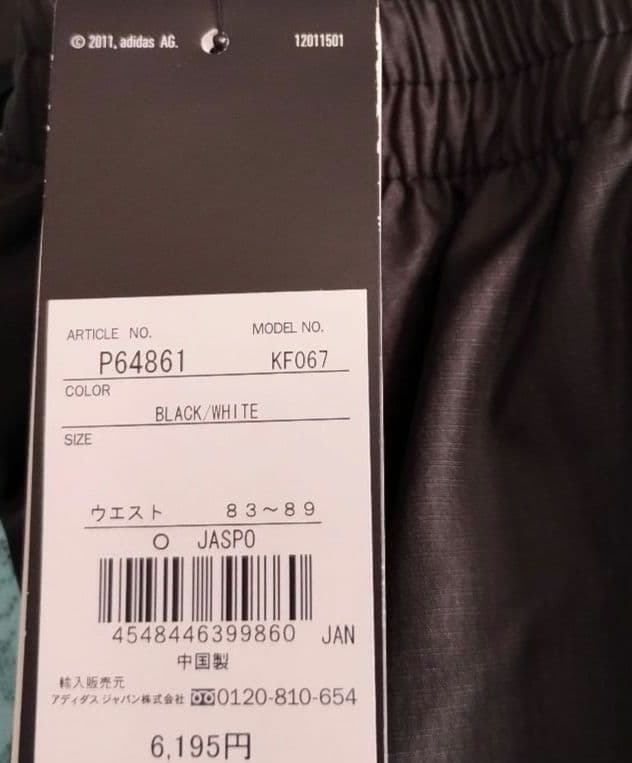 © 2011, adidas AG. 12011501
ARTICLE NO. MODEL NO.
P64861 KF067
COLOR
BLACK/WHITE
SIZE
ウエスト 83～89
O JASPO
4548446399860 JAN
中国製
輸入販売元
アディダス ジャパン株式会社 0120-810-654
6,195円